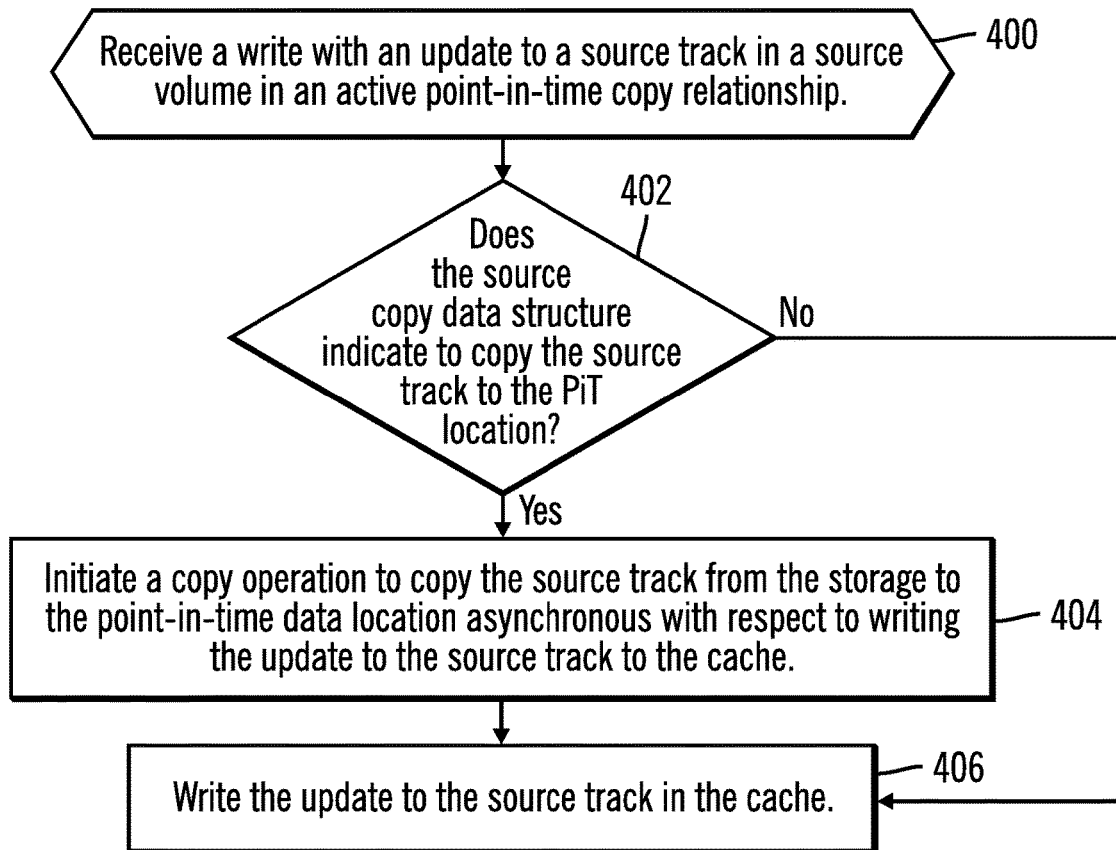 Receive a write with an update to a source track in a source
volume in an active point-in-time copy relationship.
400
402
Does
the source
copy data structure
indicate to copy the source
track to the PiT
location?
No
Yes
Initiate a copy operation to copy the source track from the storage to
the point-in-time data location asynchronous with respect to writing
the update to the source track to the cache.
404
Write the update to the source track in the cache.
406